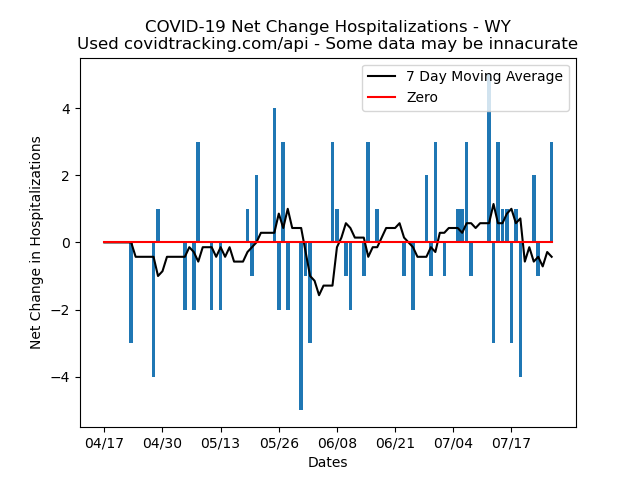 COVID-19 Net Change Hospitalizations - WY
Used covidtracking.com/api - Some data may be innacurate
7 Day Moving Average
Zero
Net Change in Hospitalizations
4
2
0
−2
−4
04/17 04/30 05/13 05/26 06/08 06/21 07/04 07/17
Dates